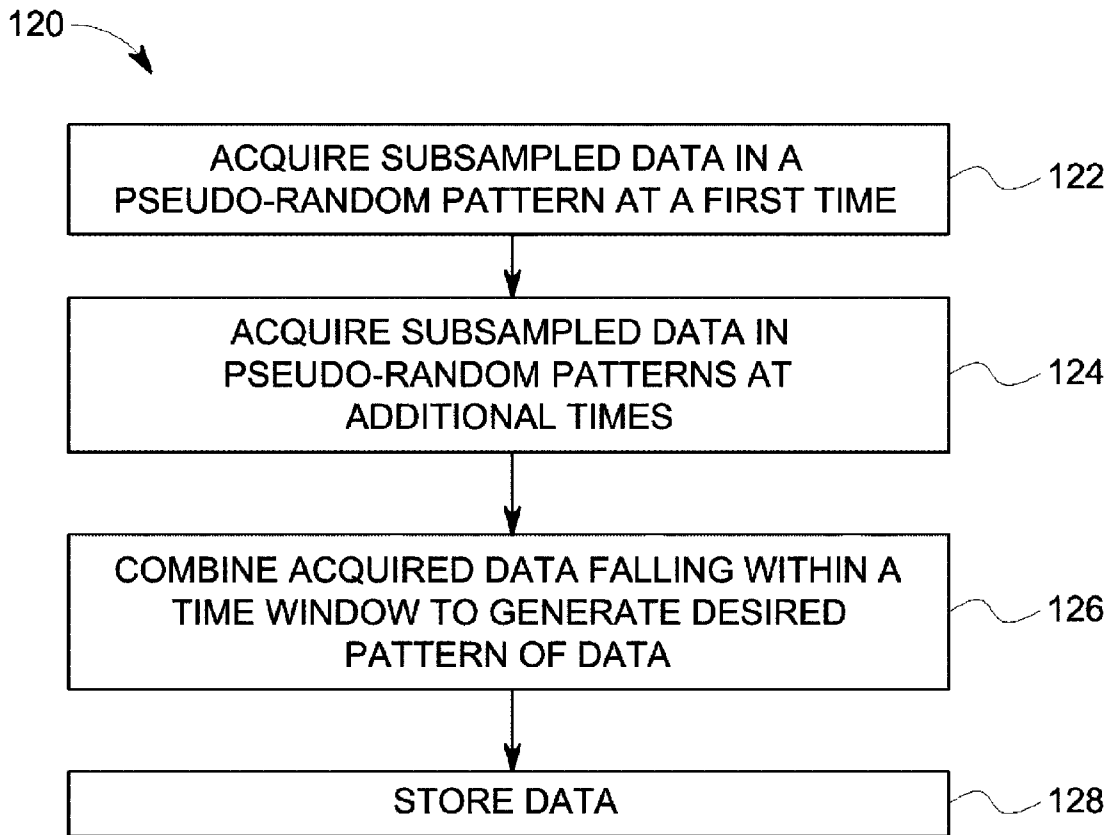 120
ACQUIRE SUBSAMPLED DATA IN A
PSEUDO-RANDOM PATTERN AT A FIRST TIME
122
ACQUIRE SUBSAMPLED DATA IN
PSEUDO-RANDOM PATTERNS AT
ADDITIONAL TIMES
124
COMBINE ACQUIRED DATA FALLING WITHIN A
TIME WINDOW TO GENERATE DESIRED
PATTERN OF DATA
126
STORE DATA
128